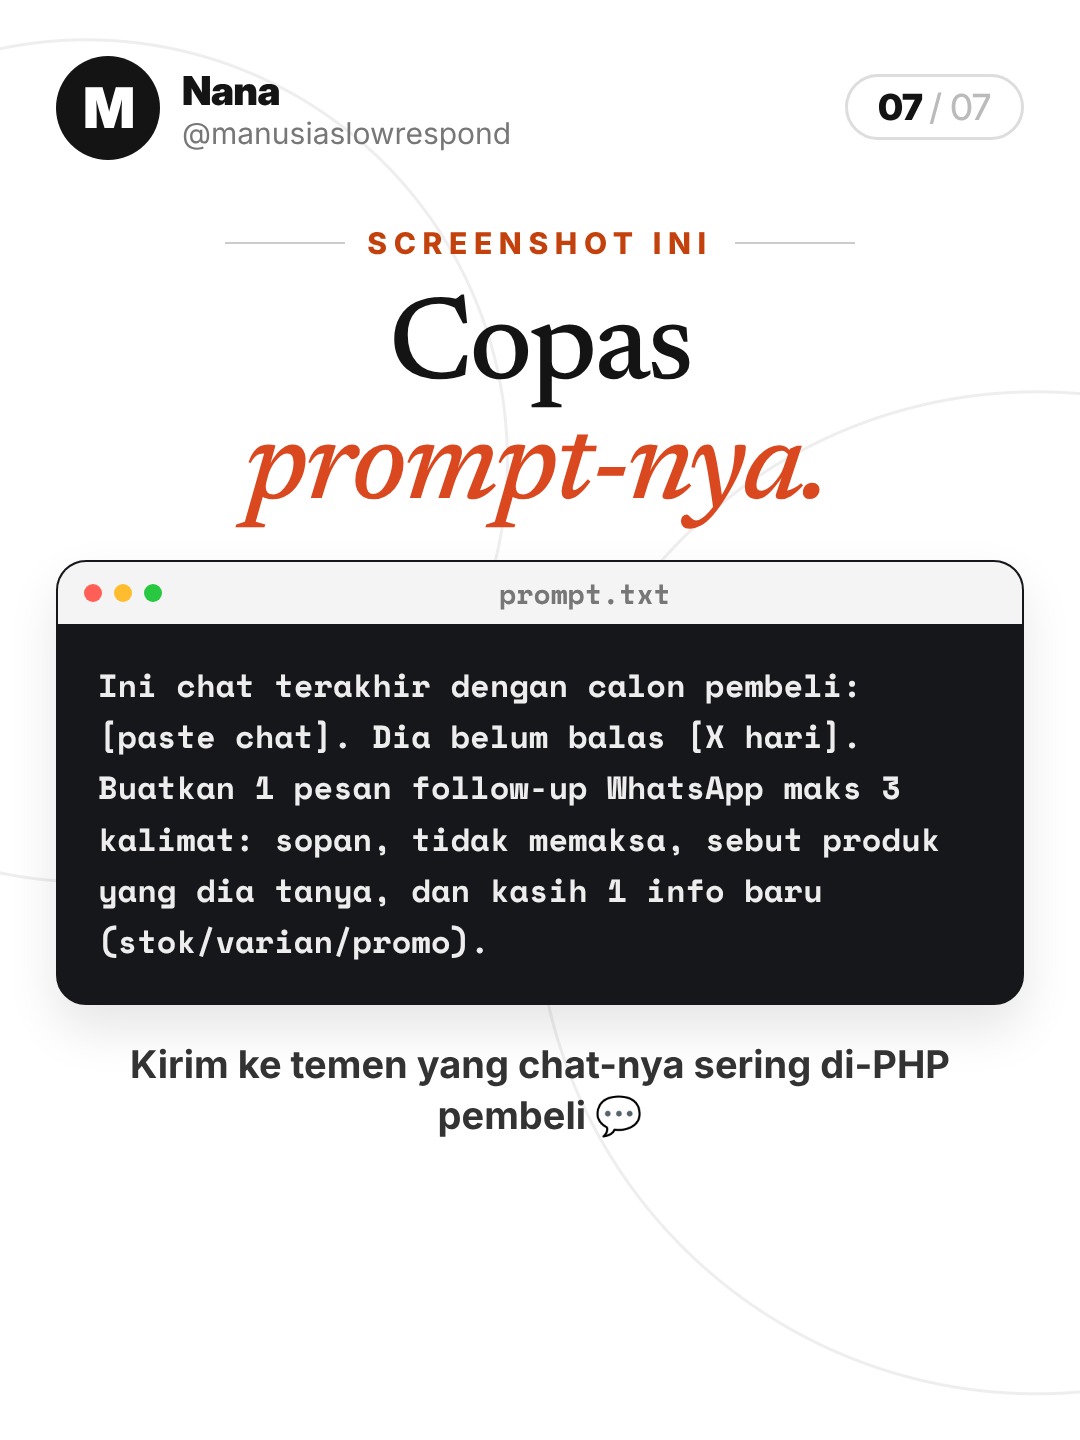 M
Nana
@manusiaslowrespond
07 / 07
SCREENSHOT INI
Copas
prompt-nya.
prompt.txt
Ini chat terakhir dengan calon pembeli:
[paste chat]. Dia belum balas [X hari].
Buatkan 1 pesan follow-up WhatsApp maks 3
kalimat: sopan, tidak memaksa, sebut produk
yang dia tanya, dan kasih 1 info baru
(stok/varian/promo).
Kirim ke temen yang chat-nya sering di-PHP
pembeli 💬